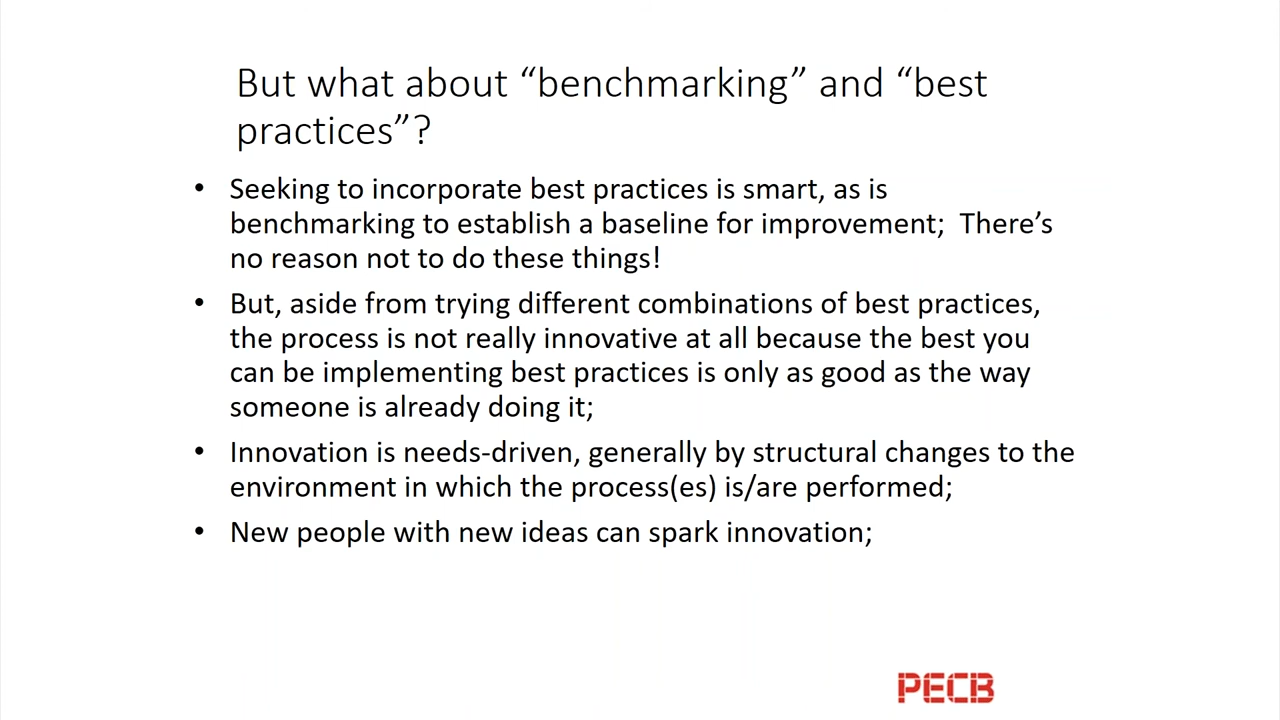 But what about “benchmarking” and “best
practices”?
• Seeking to incorporate best practices is smart, as is
benchmarking to establish a baseline for improvement;  There’s
no reason not to do these things!
• But, aside from trying different combinations of best practices,
the process is not really innovative at all because the best you
can be implementing best practices is only as good as the way
someone is already doing it;
• Innovation is needs-driven, generally by structural changes to the
environment in which the process(es) is/are performed;
• New people with new ideas can spark innovation;
PECB